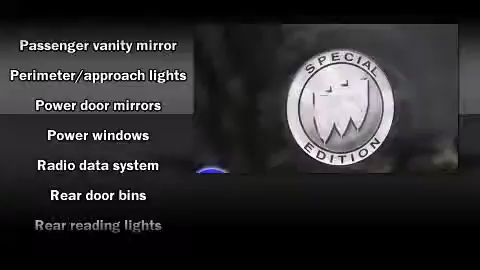 Passenger vanity mirror
Perimeter/approach lights
Power door mirrors
Power windows
Radio data system
Rear door bins
Rear reading lights
SPECIAL
EDITION